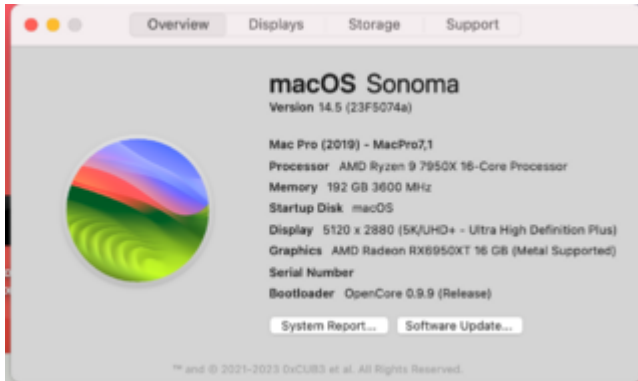 Overview Displays Storage Support
macOS Sonoma
Version 14.5 (23F5074a)
Mac Pro (2019) - MacPro7,1
Processor AMD Ryzen 9 7950X 16-Core Processor
Memory 192 GB 3600 MHz
Startup Disk macOS
Display 5120 x 2880 (5K/UHD+ - Ultra High Definition Plus)
Graphics AMD Radeon RX6950XT 16 GB (Metal Supported)
Serial Number
Bootloader OpenCore 0.9.9 (Release)
System Report... Software Update...
™ and © 2021-2023 0xCUB3 et al. All Rights Reserved.